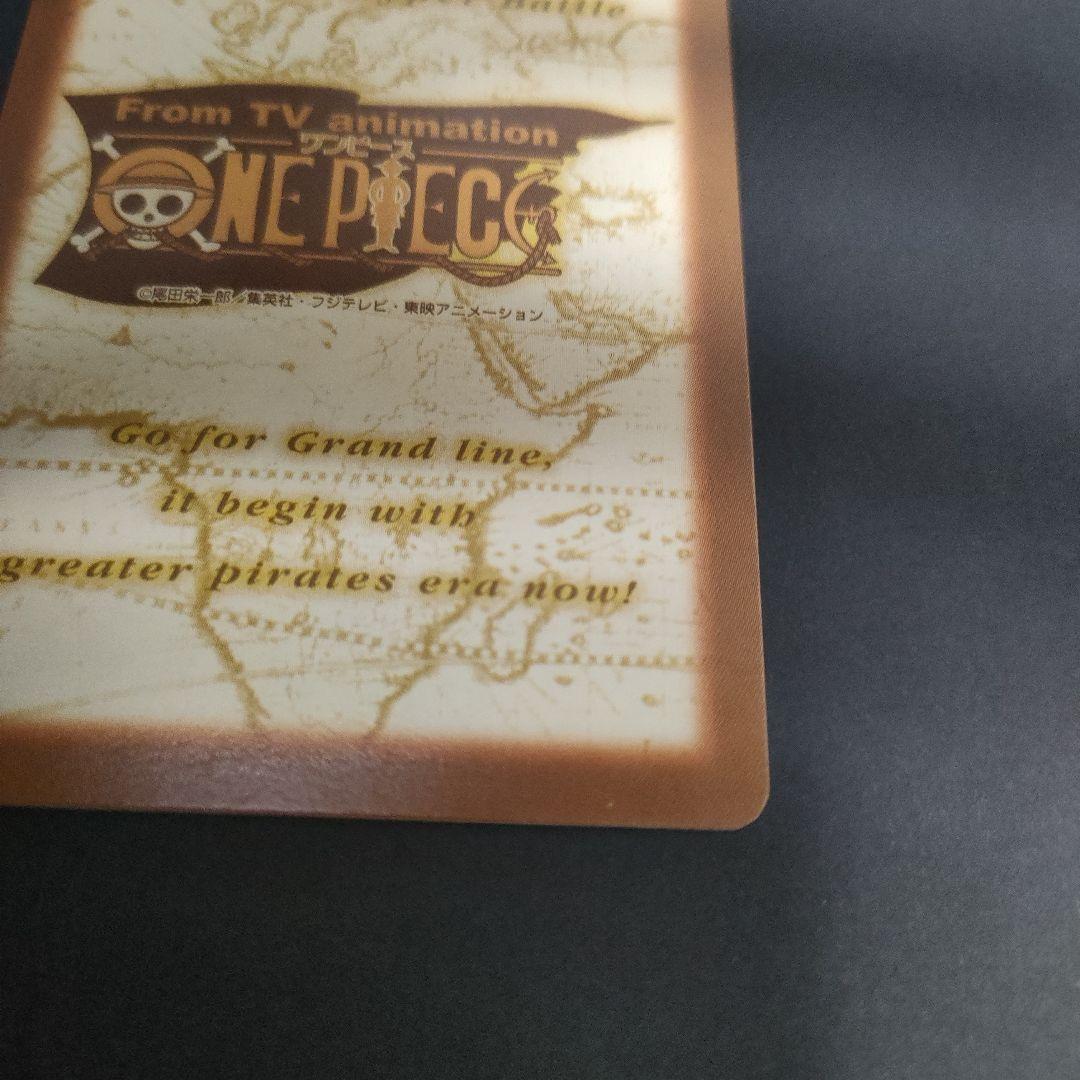 Battle
From TV animation
ワンピース
ONE PIECE
©尾田栄一郎／集英社・フジテレビ・東映アニメーション
Go for Grand line,
it begin with
greater pirates era now!